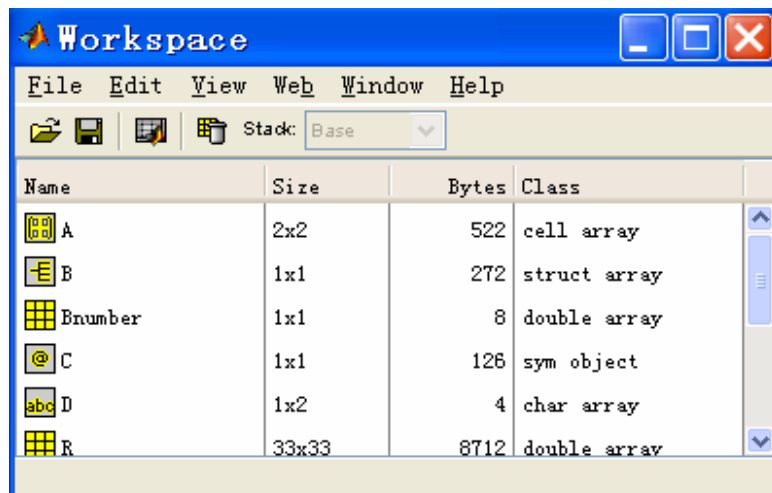 Workspace
File Edit View Web Window Help
Stack: Base
Name Size Bytes Class
A 2x2 522 cell array
B 1x1 272 struct array
Bnumber 1x1 8 double array
@ C 1x1 126 sym object
abc D 1x2 4 char array
R 33x33 8712 double array